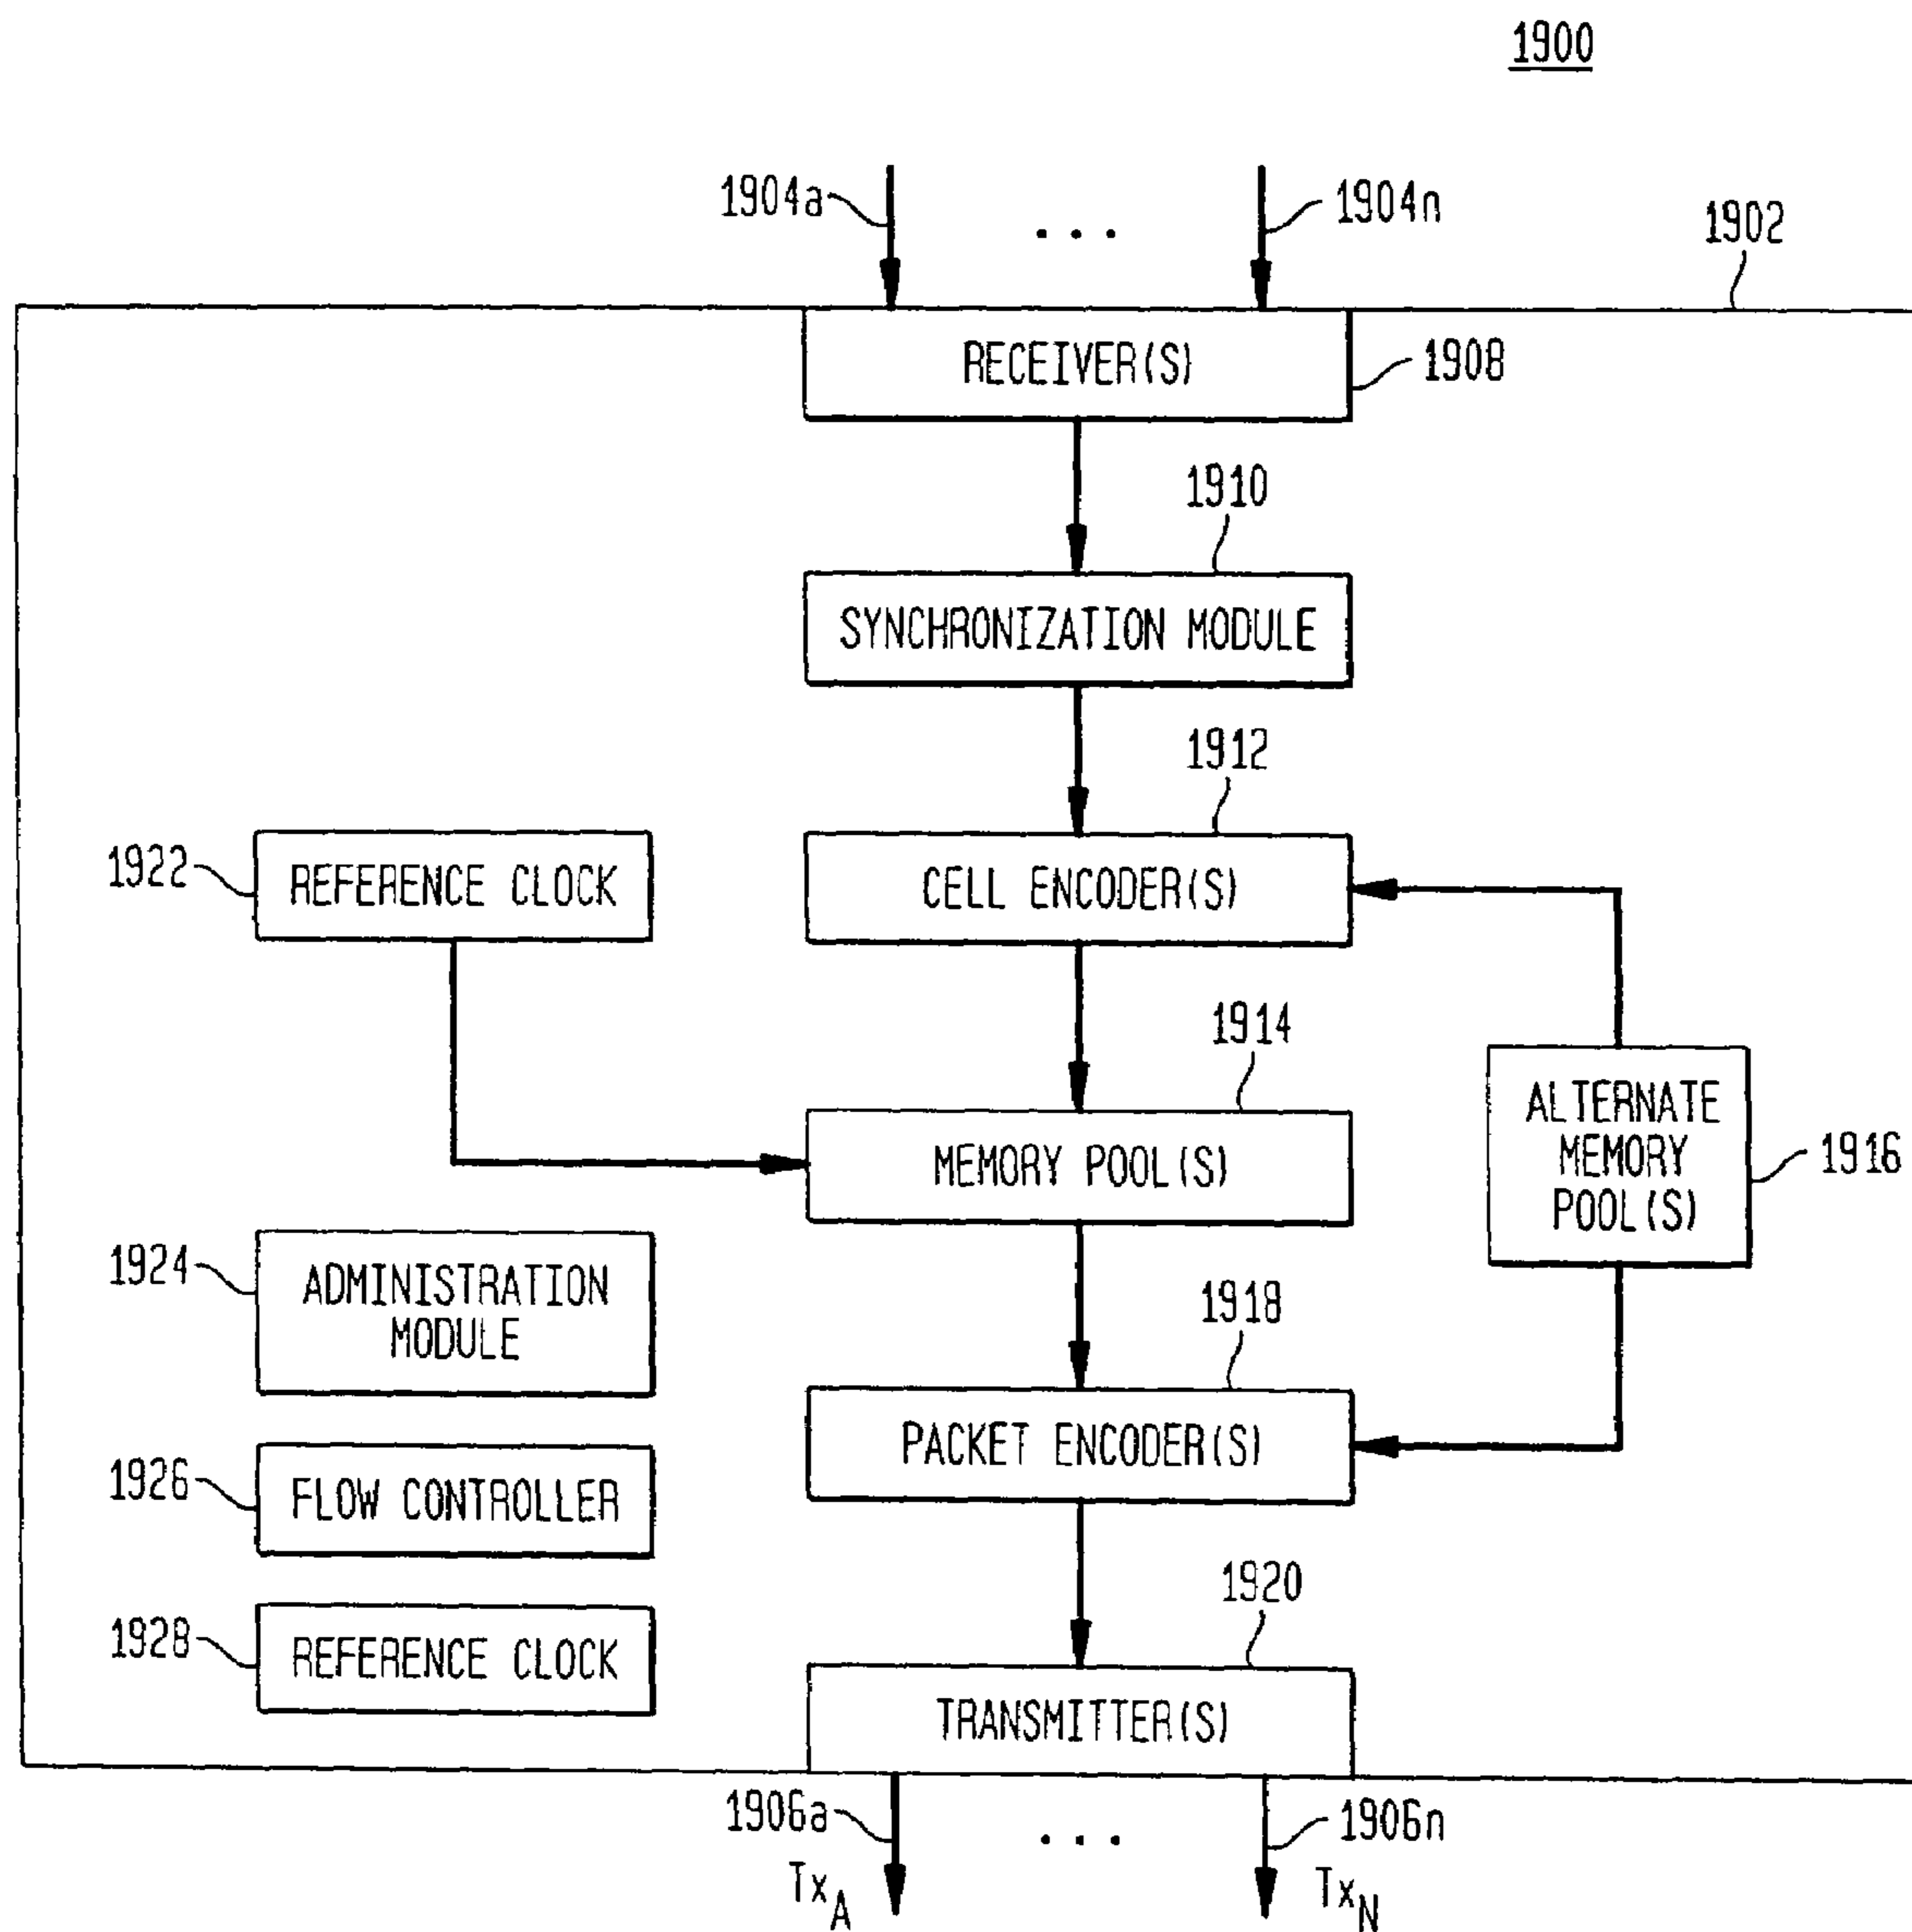 1900
1904a
. . .
1904n
1902
RECEIVER(S)
1908
1910
SYNCHRONIZATION MODULE
1912
1922
REFERENCE CLOCK
CELL ENCODER(S)
1914
MEMORY POOL(S)
ALTERNATE
MEMORY
POOL(S)
1916
1924
ADMINISTRATION
MODULE
1918
PACKET ENCODER(S)
1926
FLOW CONTROLLER
1920
1928
REFERENCE CLOCK
TRANSMITTER(S)
1906a
. . .
1906n
TxA
TxN